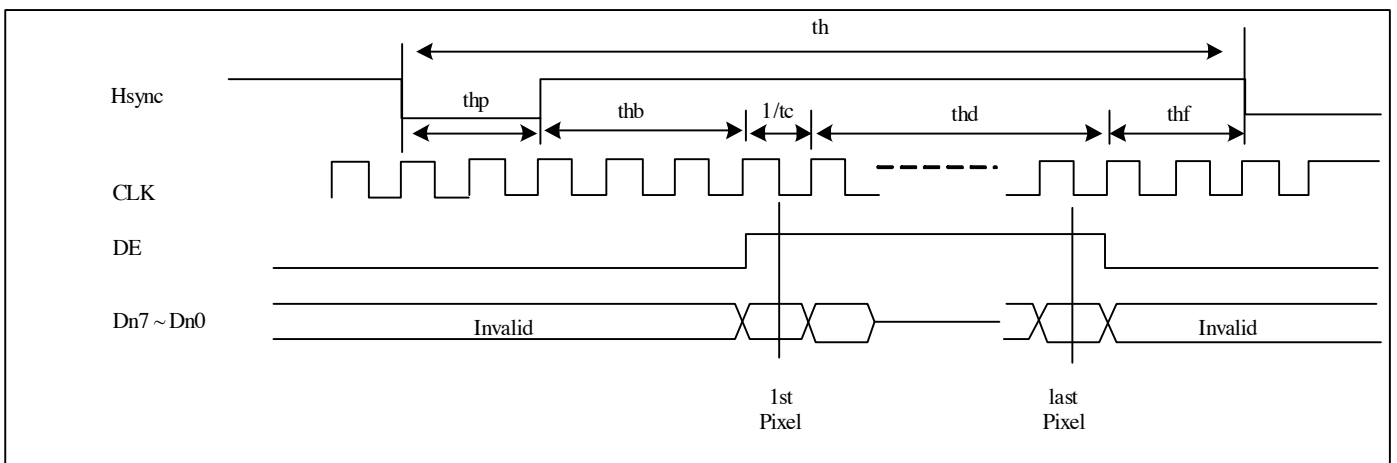 th
Hsync
thp
thb
1/tc
thd
thf
CLK
DE
Dn7 ~ Dn0
Invalid
Invalid
1st
Pixel
last
Pixel